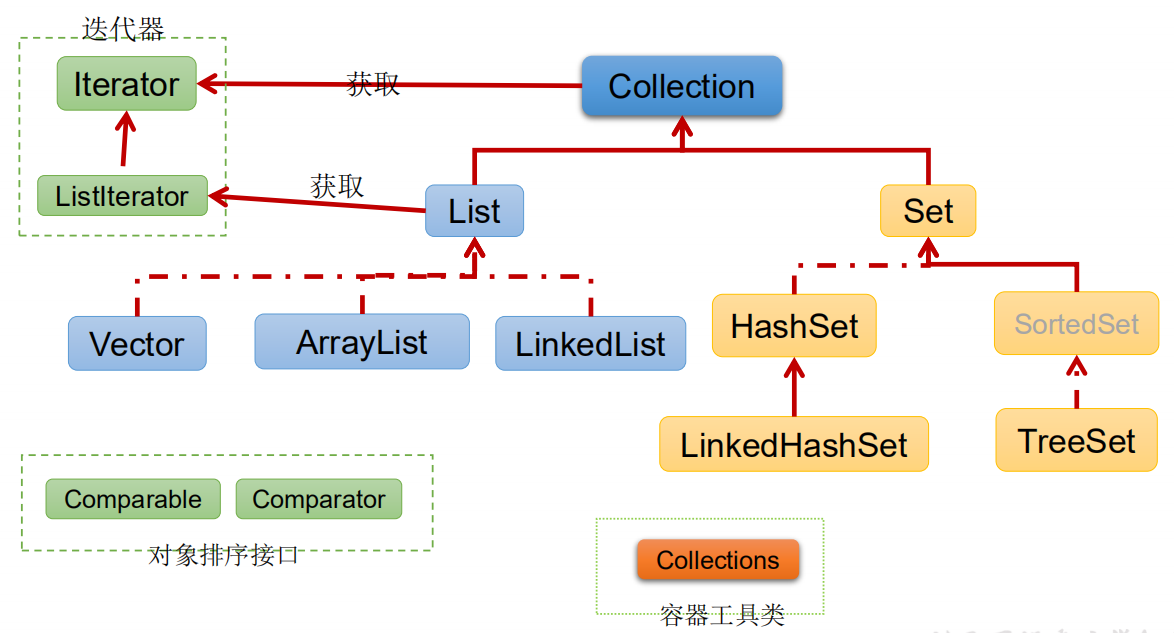 迭代器
Iterator
获取
Collection
ListIterator
获取
List
Set
Vector
ArrayList
LinkedList
HashSet
SortedSet
LinkedHashSet
TreeSet
Comparable
Comparator
对象排序接口
Collections
容器工具类